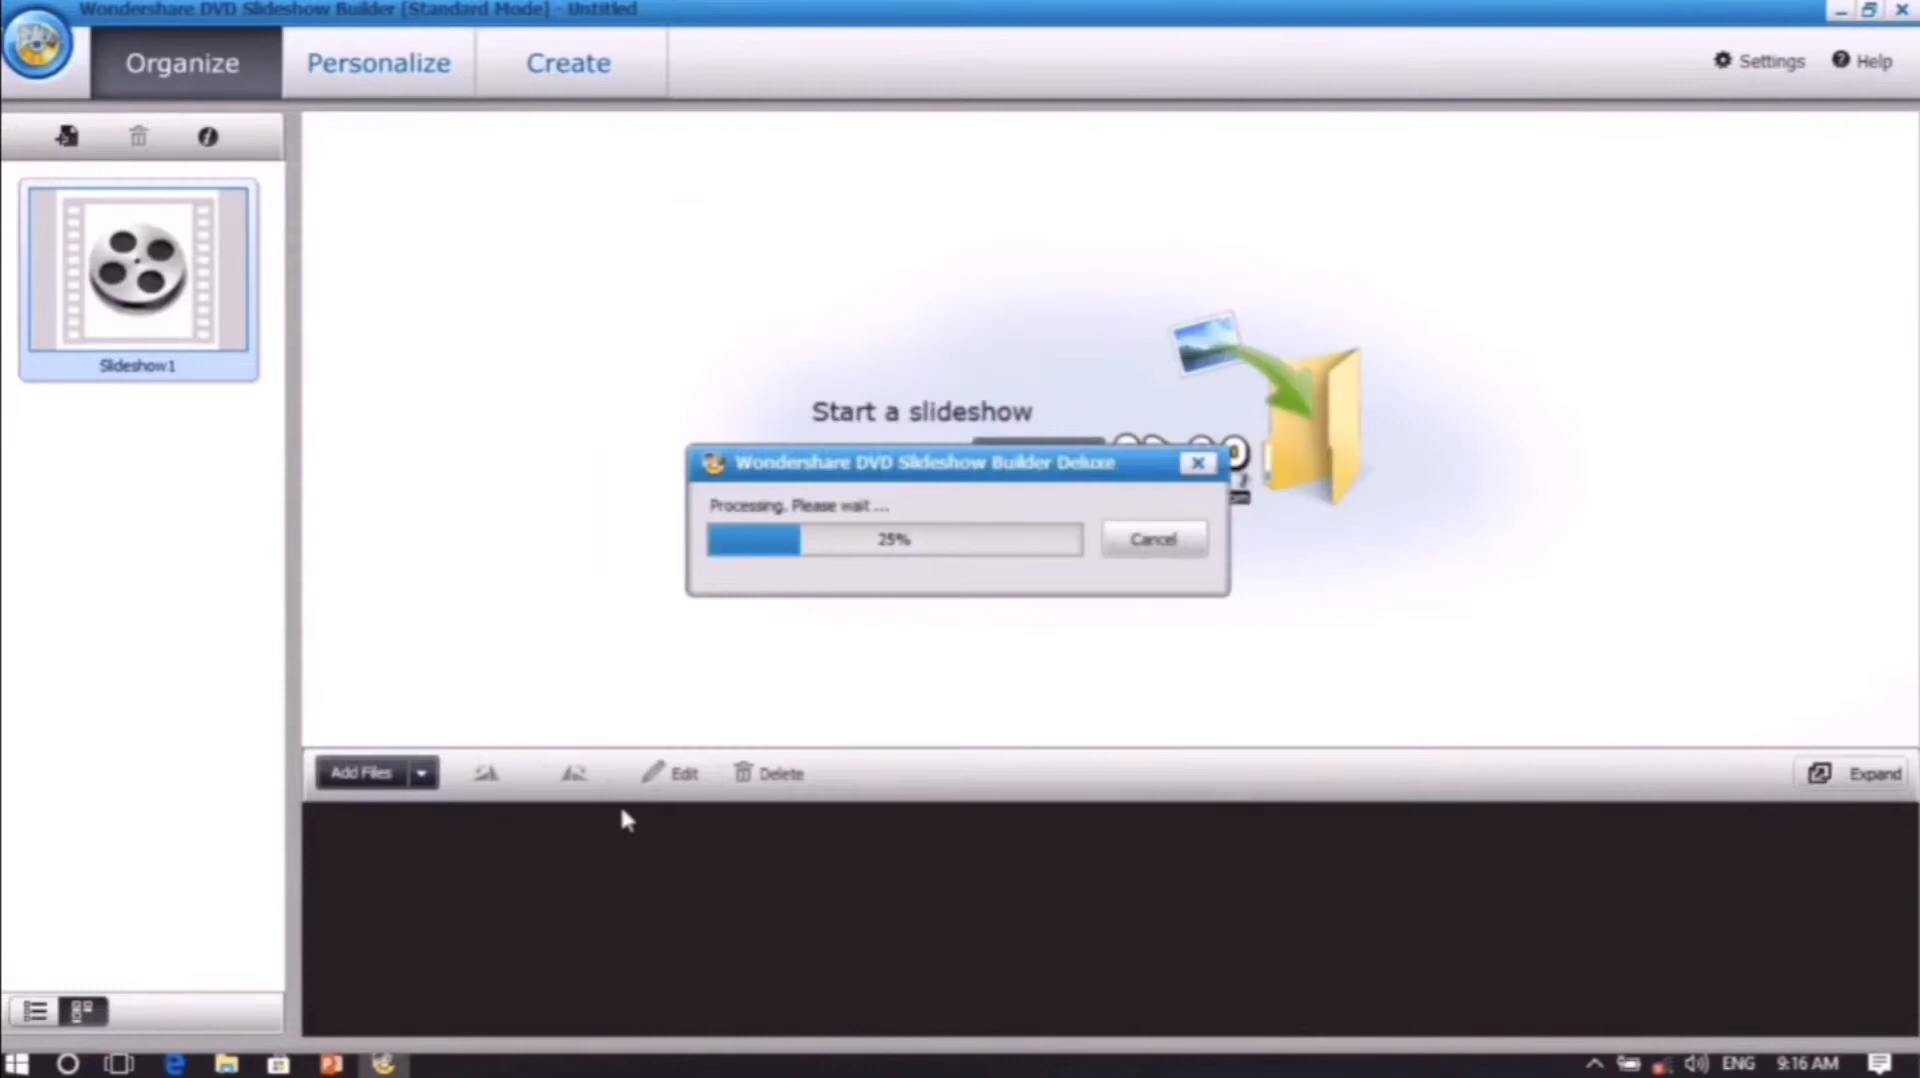 Wondershare DVD Slideshow Builder [Standard Mode] - Untitled
Organize
Personalize
Create
Settings
Help
Slideshow1
Start a slideshow
Wondershare DVD Slideshow Builder Deluxe
Processing, Please wait ...
25%
Cancel
Add Files
Edit
Delete
Expand
ENG
9:16 AM